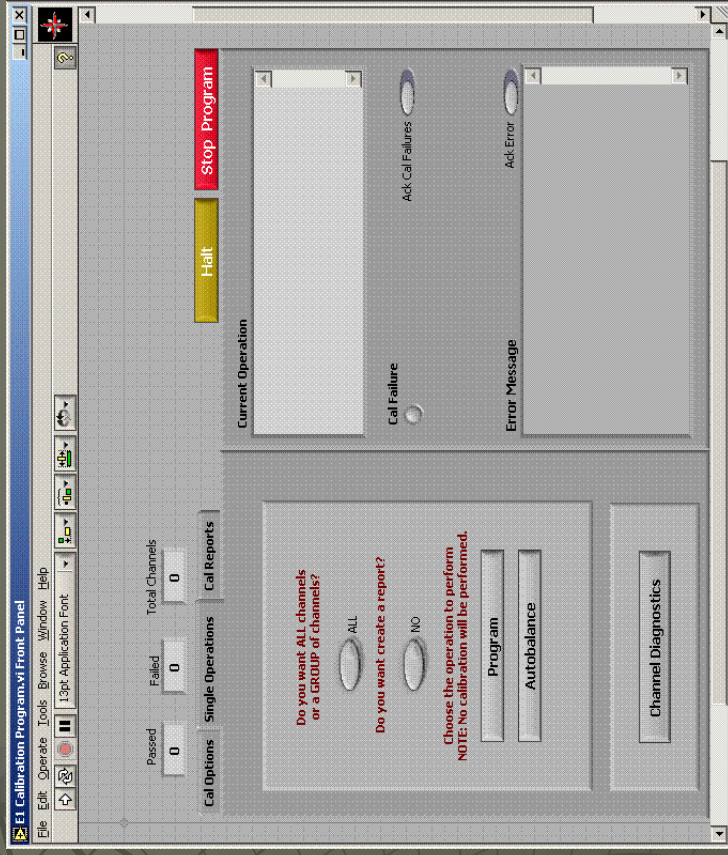 E1 Calibration Program.vi Front Panel
File Edit Operate Tools Browse Window Help
13pt Application Font
?
Passed
0
Failed
0
Total Channels
0
Halt
Stop Program
Cal Options
Single Operations
Cal Reports
Do you want ALL channels
or a GROUP of channels?
ALL
Do you want create a report?
NO
Choose the operation to perform
NOTE: No calibration will be performed.
Program
Autobalance
Channel Diagnostics
Current Operation
Cal Failure
Ack Cal Failures
Error Message
Ack Error